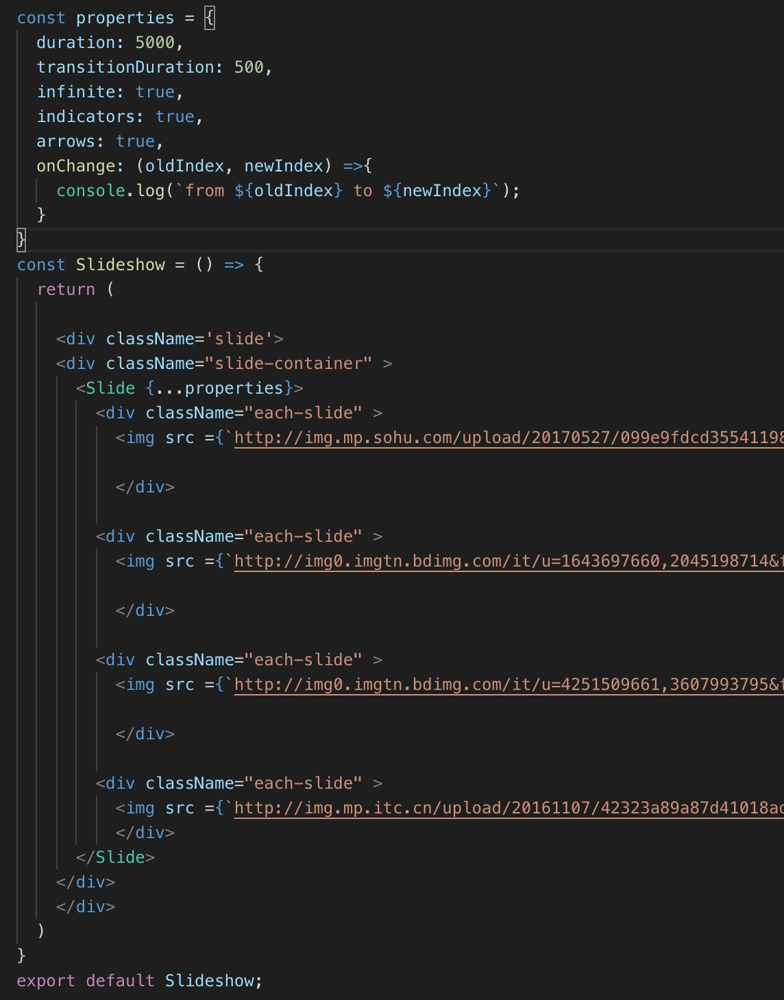 const properties = {
  duration: 5000,
  transitionDuration: 500,
  infinite: true,
  indicators: true,
  arrows: true,
  onChange: (oldIndex, newIndex) =>{
    console.log(`from ${oldIndex} to ${newIndex}`);
  }
}
const Slideshow = () => {
  return (
    <div className='slide'>
    <div className="slide-container" >
      <Slide {...properties}>
        <div className="each-slide" >
          <img src ={`http://img.mp.sohu.com/upload/20170527/099e9fdcd35541198
          </div>
        <div className="each-slide" >
          <img src ={`http://img0.imgtn.bdimg.com/it/u=1643697660,2045198714&f
          </div>
        <div className="each-slide" >
          <img src ={`http://img0.imgtn.bdimg.com/it/u=4251509661,3607993795&f
          </div>
        <div className="each-slide" >
          <img src ={`http://img.mp.itc.cn/upload/20161107/42323a89a87d41018ad
          </div>
      </Slide>
    </div>
    </div>
  )
}
export default Slideshow;